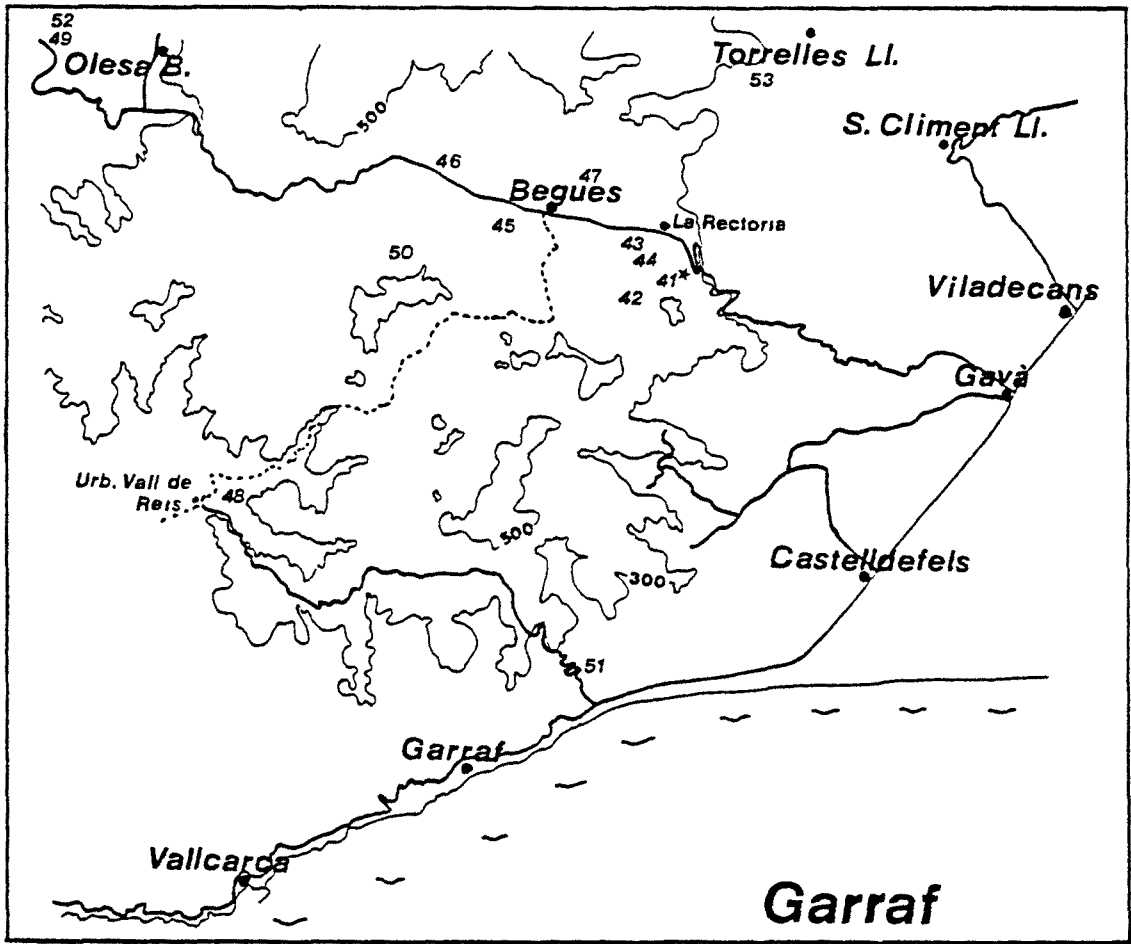 52
49
Olesa B.
Torrelles Ll.
53
500
S. Climent Ll.
46
47
Begues
45
La Rectoria
43
44
50
41*
42
Viladecans
Gavà
Urb. Vall de
Reis
48
500
Castelldefels
300
51
Garraf
Vallcarca
Garraf